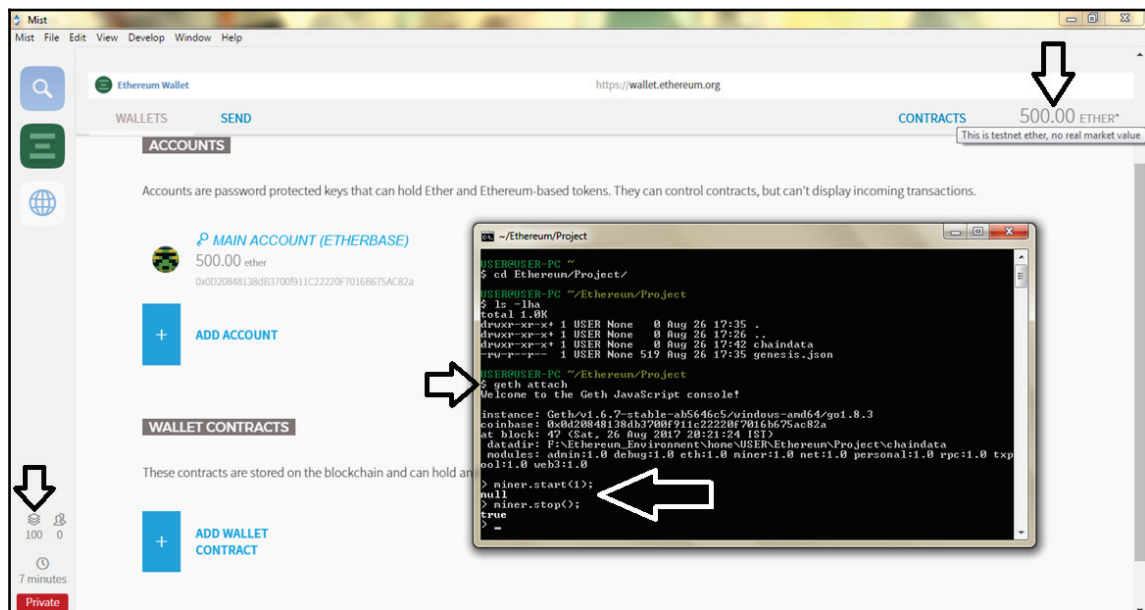 Mist
Mist File Edit View Develop Window Help
Ethereum Wallet
https://wallet.ethereum.org
WALLETS SEND CONTRACTS 500.00 ETHER*
This is testnet ether, no real market value
ACCOUNTS
Accounts are password protected keys that can hold Ether and Ethereum-based tokens. They can control contracts, but can't display incoming transactions.
MAIN ACCOUNT (ETHERBASE)
500.00 ether
0x0D20848138dB3700f911C22220F7016B675AC82a
ADD ACCOUNT
WALLET CONTRACTS
These contracts are stored on the blockchain and can hold an
ADD WALLET
CONTRACT
100 0
7 minutes
Private
~/Ethereum/Project
USER@USER-PC ~
$ cd Ethereum/Project/
USER@USER-PC ~/Ethereum/Project
$ ls -lha
total 1.0K
drwxr-xr-x+ 1 USER None 0 Aug 26 17:35 .
drwxr-xr-x+ 1 USER None 0 Aug 26 17:26 ..
drwxr-xr-x+ 1 USER None 0 Aug 26 17:42 chaindata
-rw-r--r-- 1 USER None 519 Aug 26 17:35 genesis.json
USER@USER-PC ~/Ethereum/Project
$ geth attach
Welcome to the Geth JavaScript console!
instance: Geth/v1.6.7-stable-ab5646c5/windows-amd64/go1.8.3
coinbase: 0x0d20848138db3700f911c22220f7016b675ac82a
at block: 47 (Sat, 26 Aug 2017 20:21:24 IST)
datadir: F:\Ethereum_Environment\home\USER\Ethereum\Project\chaindata
modules: admin:1.0 debug:1.0 eth:1.0 miner:1.0 net:1.0 personal:1.0 rpc:1.0 txp
ool:1.0 web3:1.0
> miner.start(1);
null
> miner.stop();
true
> _